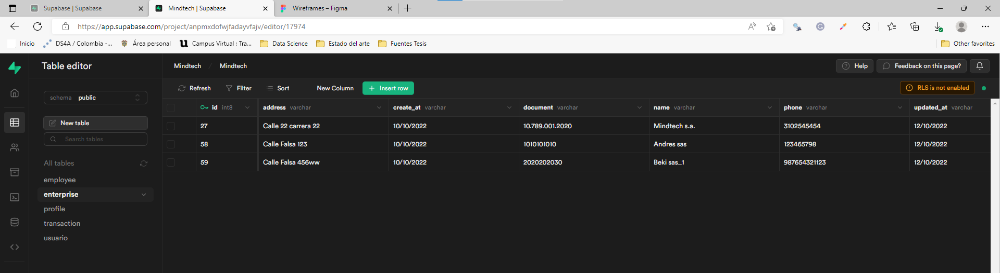 Supabase | Supabase
Mindtech | Supabase
Wireframes – Figma
https://app.supabase.com/project/anpmxdofwjfadayvfajv/editor/17974
Inicio
DS4A / Colombia -...
Área personal
Campus Virtual : Tra...
Data Science
Estado del arte
Fuentes Tesis
Other favorites
Table editor
Mindtech / Mindtech
Help
Feedback on this page?
schema public
New table
Search tables
All tables
employee
enterprise
profile
transaction
usuario
Refresh
Filter
Sort
New Column
+ Insert row
RLS is not enabled
id int8 address varchar create_at varchar document varchar name varchar phone varchar updated_at varchar
27 Calle 22 carrera 22 10/10/2022 10.789.001.2020 Mindtech s.a. 3102545454 12/10/2022
58 Calle Falsa 123 10/10/2022 1010101010 Andres sas 123465798 12/10/2022
59 Calle Falsa 456ww 10/10/2022 2020202030 Beki sas_1 987654321123 12/10/2022